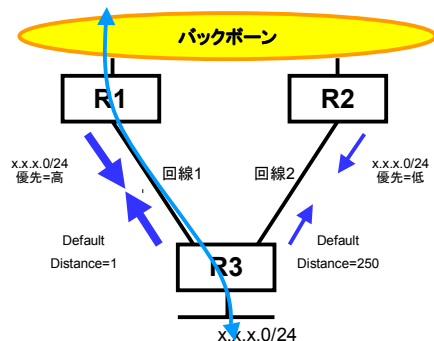 バックボーン
R1
R2
x.x.x.0/24
優先=高
回線1
回線2
x.x.x.0/24
優先=低
Default
Distance=1
R3
Default
Distance=250
x.x.x.0/24